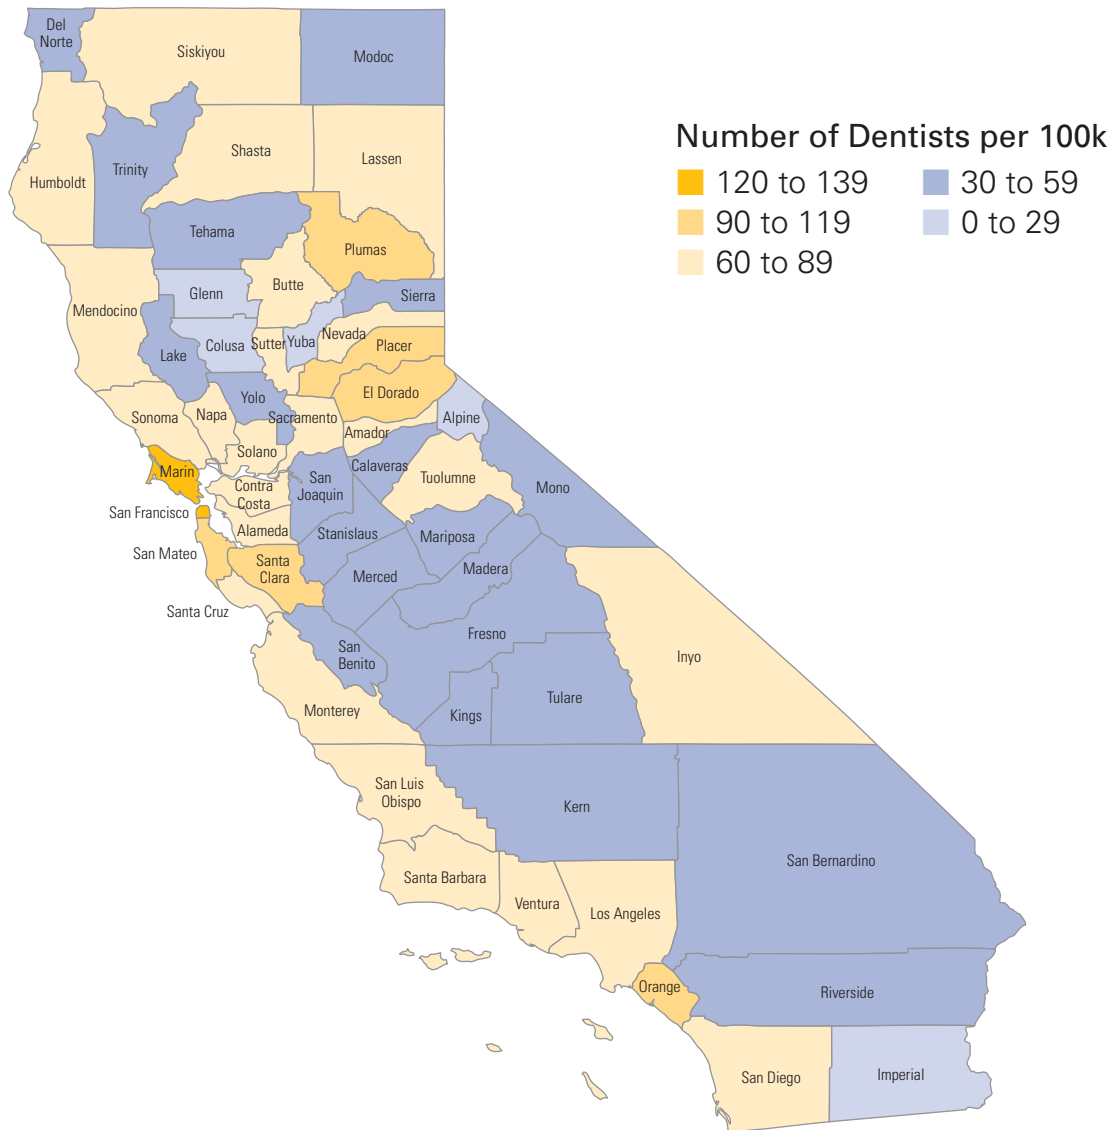 Del
Norte
Siskiyou
Modoc
Number of Dentists per 100k
120 to 139
30 to 59
90 to 119
0 to 29
60 to 89
Humboldt
Trinity
Shasta
Lassen
Tehama
Plumas
Mendocino
Glenn
Butte
Sierra
Lake
Colusa
Sutter
Yuba
Nevada
Placer
Sonoma
Napa
Yolo
Sacramento
El Dorado
Alpine
Amador
Solano
Marin
Contra
Costa
San
Joaquin
Calaveras
Tuolumne
Mono
San Francisco
Alameda
Stanislaus
Mariposa
San Mateo
Santa
Clara
Merced
Madera
Santa Cruz
San
Benito
Fresno
Inyo
Monterey
Kings
Tulare
San Luis
Obispo
Kern
San Bernardino
Santa Barbara
Ventura
Los Angeles
Orange
Riverside
San Diego
Imperial